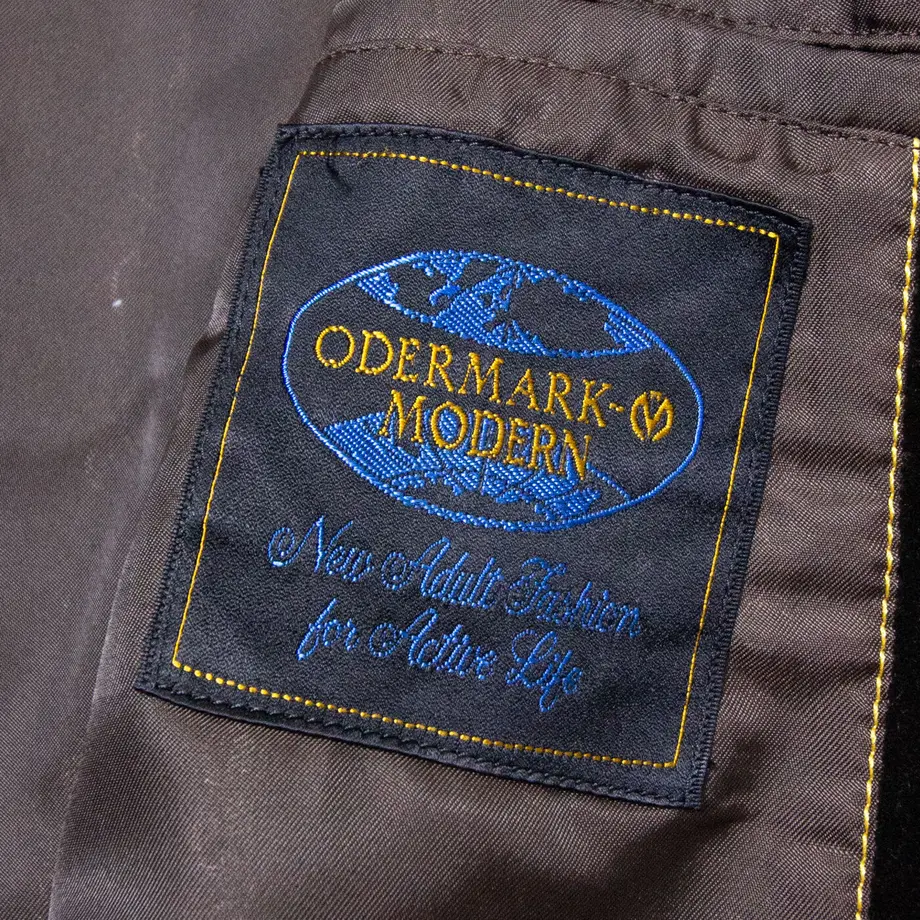 ODERMARK-
MODERN
New Adult Fashion
for Active Life